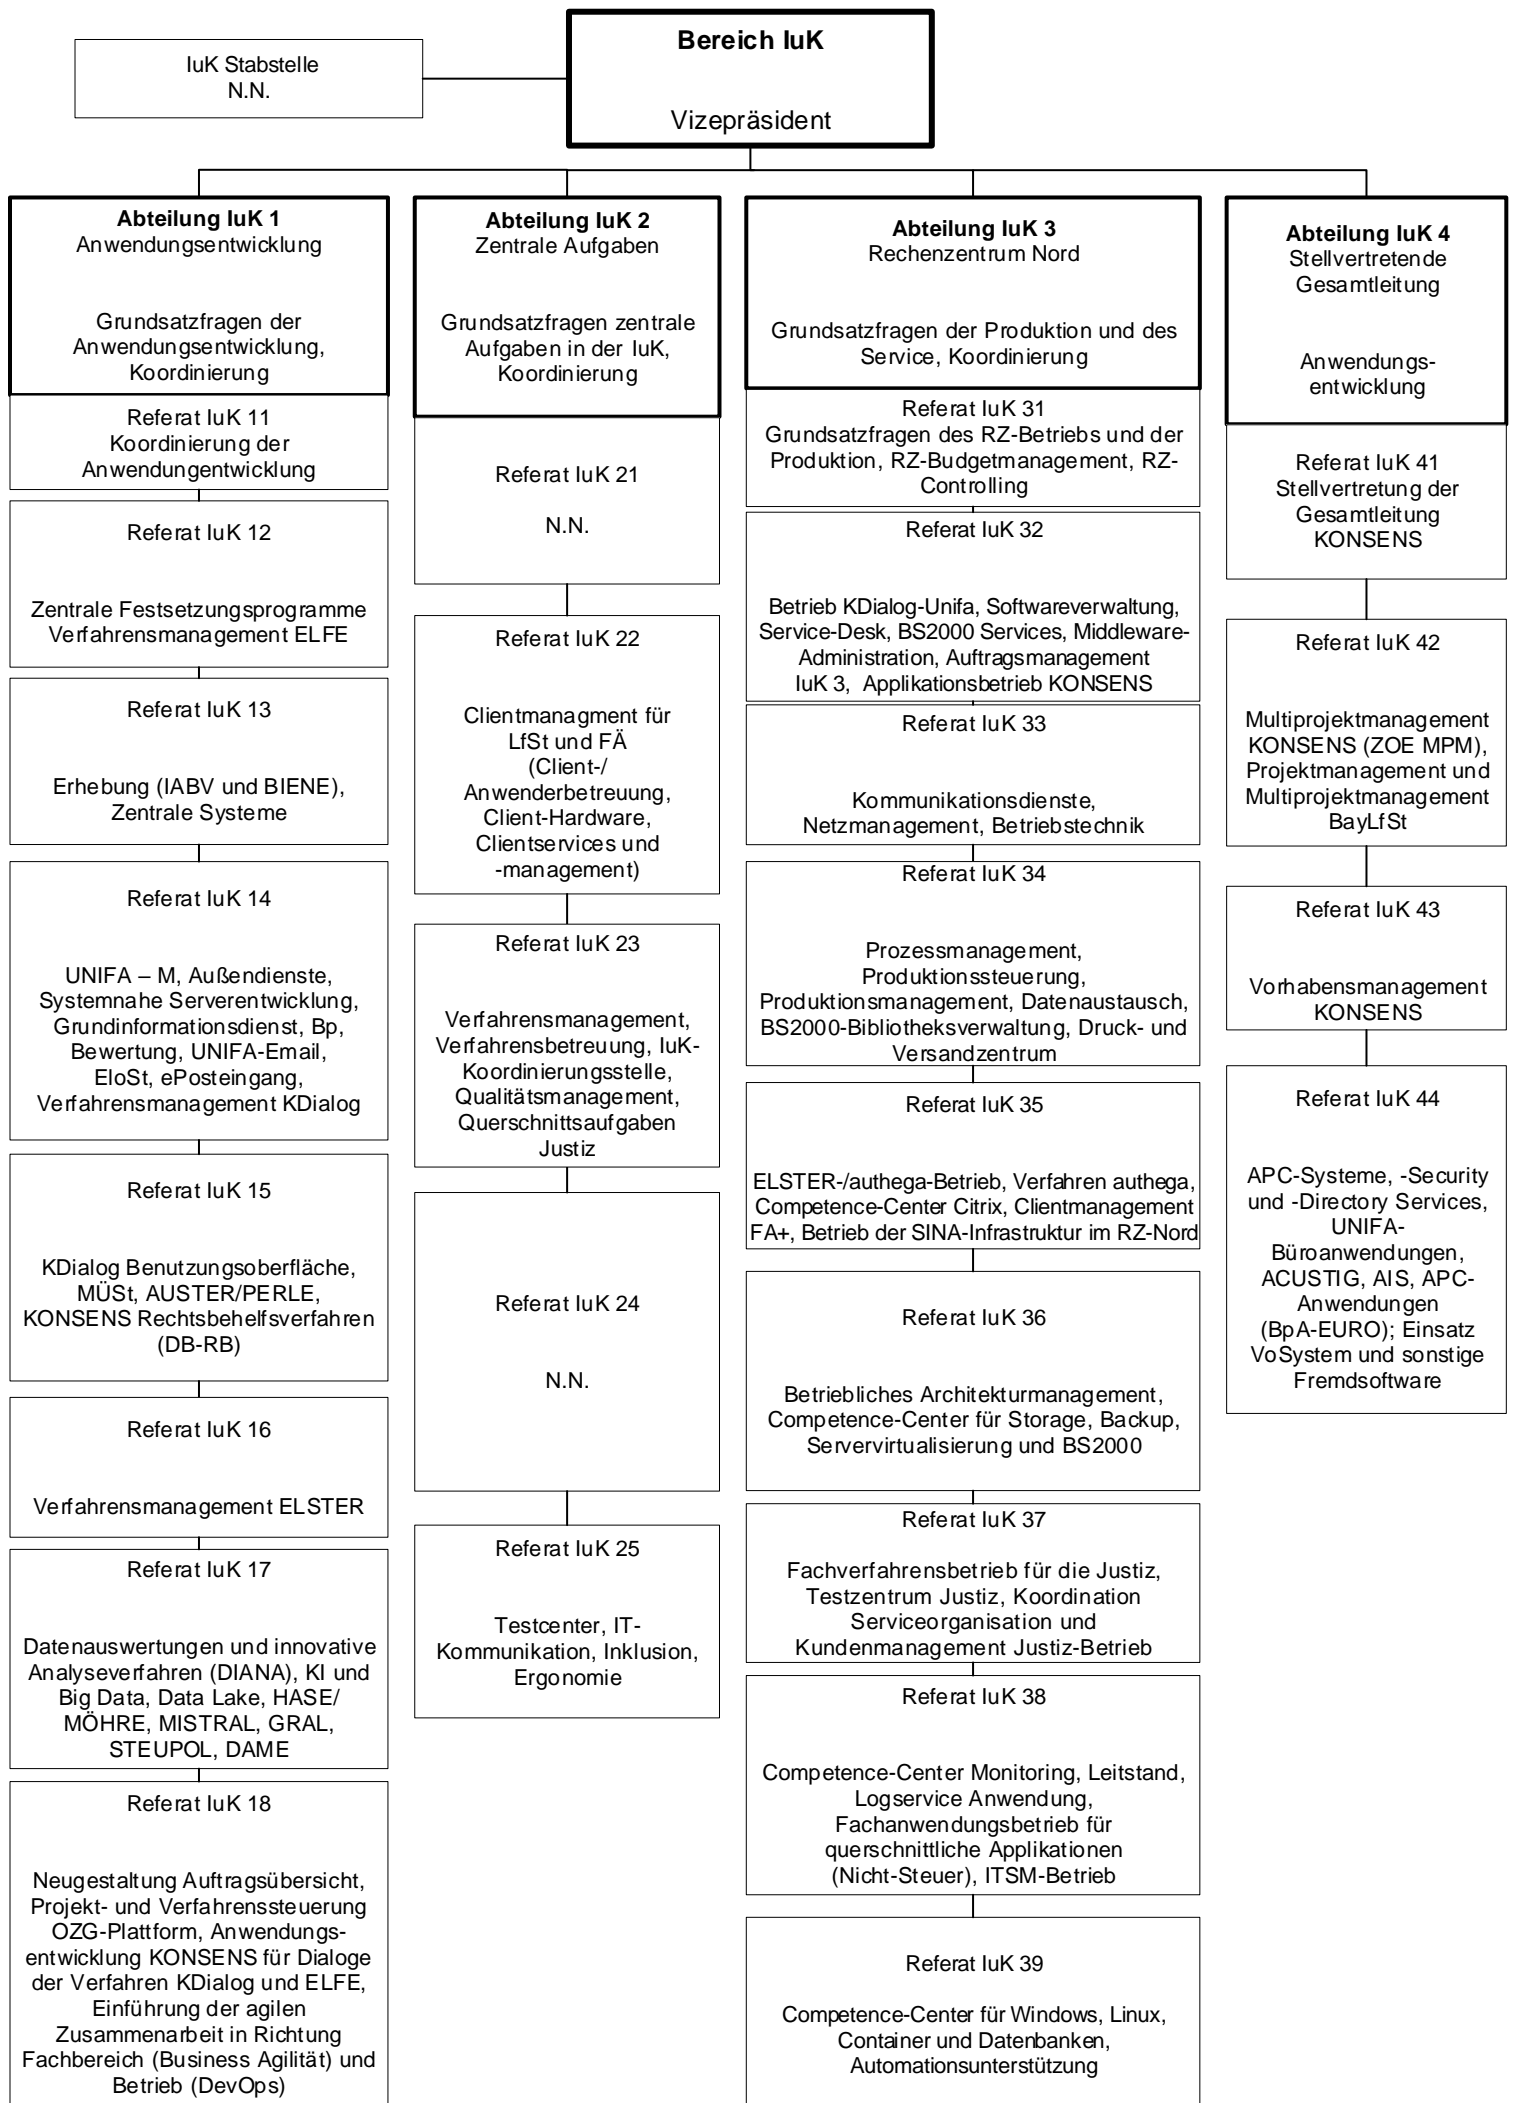 Bereich IuK
Vizepräsident
IuK Stabstelle
N.N.
Abteilung IuK 1
Anwendungsentwicklung
Grundsatzfragen der
Anwendungsentwicklung,
Koordinierung
Referat IuK 11
Koordinierung der
Anwendungentwicklung
Referat IuK 12
Zentrale Festsetzungsprogramme
Verfahrensmanagement ELFE
Referat IuK 13
Erhebung (IABV und BIENE),
Zentrale Systeme
Referat IuK 14
UNIFA – M, Außendienste,
Systemnahe Serverentwicklung,
Grundinformationsdienst, Bp,
Bewertung, UNIFA-Email,
EloSt, ePosteingang,
Verfahrensmanagement KDialog
Referat IuK 15
KDialog Benutzungsoberfläche,
MÜSt, AUSTER/PERLE,
KONSENS Rechtsbehelfsverfahren
(DB-RB)
Referat IuK 16
Verfahrensmanagement ELSTER
Referat IuK 17
Datenauswertungen und innovative
Analyseverfahren (DIANA), KI und
Big Data, Data Lake, HASE/
MÖHRE, MISTRAL, GRAL,
STEUPOL, DAME
Referat IuK 18
Neugestaltung Auftragsübersicht,
Projekt- und Verfahrenssteuerung
OZG-Plattform, Anwendungs-
entwicklung KONSENS für Dialoge
der Verfahren KDialog und ELFE,
Einführung der agilen
Zusammenarbeit in Richtung
Fachbereich (Business Agilität) und
Betrieb (DevOps)
Abteilung IuK 2
Zentrale Aufgaben
Grundsatzfragen zentrale
Aufgaben in der IuK,
Koordinierung
Referat IuK 21
N.N.
Referat IuK 22
Clientmanagment für
LfSt und FÄ
(Client-/
Anwenderbetreuung,
Client-Hardware,
Clientservices und
-management)
Referat IuK 23
Verfahrensmanagement,
Verfahrensbetreuung, IuK-
Koordinierungsstelle,
Qualitätsmanagement,
Querschnittsaufgaben
Justiz
Referat IuK 24
N.N.
Referat IuK 25
Testcenter, IT-
Kommunikation, Inklusion,
Ergonomie
Abteilung IuK 3
Rechenzentrum Nord
Grundsatzfragen der Produktion und des
Service, Koordinierung
Referat IuK 31
Grundsatzfragen des RZ-Betriebs und der
Produktion, RZ-Budgetmanagement, RZ-
Controlling
Referat IuK 32
Betrieb KDialog-Unifa, Softwareverwaltung,
Service-Desk, BS2000 Services, Middleware-
Administration, Auftragsmanagement
IuK 3, Applikationsbetrieb KONSENS
Referat IuK 33
Kommunikationsdienste,
Netzmanagement, Betriebstechnik
Referat IuK 34
Prozessmanagement,
Produktionssteuerung,
Produktionsmanagement, Datenaustausch,
BS2000-Bibliotheksverwaltung, Druck- und
Versandzentrum
Referat IuK 35
ELSTER-/authega-Betrieb, Verfahren authega,
Competence-Center Citrix, Clientmanagement
FA+, Betrieb der SINA-Infrastruktur im RZ-Nord
Referat IuK 36
Betriebliches Architekturmanagement,
Competence-Center für Storage, Backup,
Servervirtualisierung und BS2000
Referat IuK 37
Fachverfahrensbetrieb für die Justiz,
Testzentrum Justiz, Koordination
Serviceorganisation und
Kundenmanagement Justiz-Betrieb
Referat IuK 38
Competence-Center Monitoring, Leitstand,
Logservice Anwendung,
Fachanwendungsbetrieb für
querschnittliche Applikationen
(Nicht-Steuer), ITSM-Betrieb
Referat IuK 39
Competence-Center für Windows, Linux,
Container und Datenbanken,
Automationsunterstützung
Abteilung IuK 4
Stellvertretende
Gesamtleitung
Anwendungs-
entwicklung
Referat IuK 41
Stellvertretung der
Gesamtleitung
KONSENS
Referat IuK 42
Multiprojektmanagement
KONSENS (ZOE MPM),
Projektmanagement und
Multiprojektmanagement
BayLfSt
Referat IuK 43
Vorhabensmanagement
KONSENS
Referat IuK 44
APC-Systeme, -Security
und -Directory Services,
UNIFA-
Büroanwendungen,
ACUSTIG, AIS, APC-
Anwendungen
(BpA-EURO); Einsatz
VoSystem und sonstige
Fremdsoftware